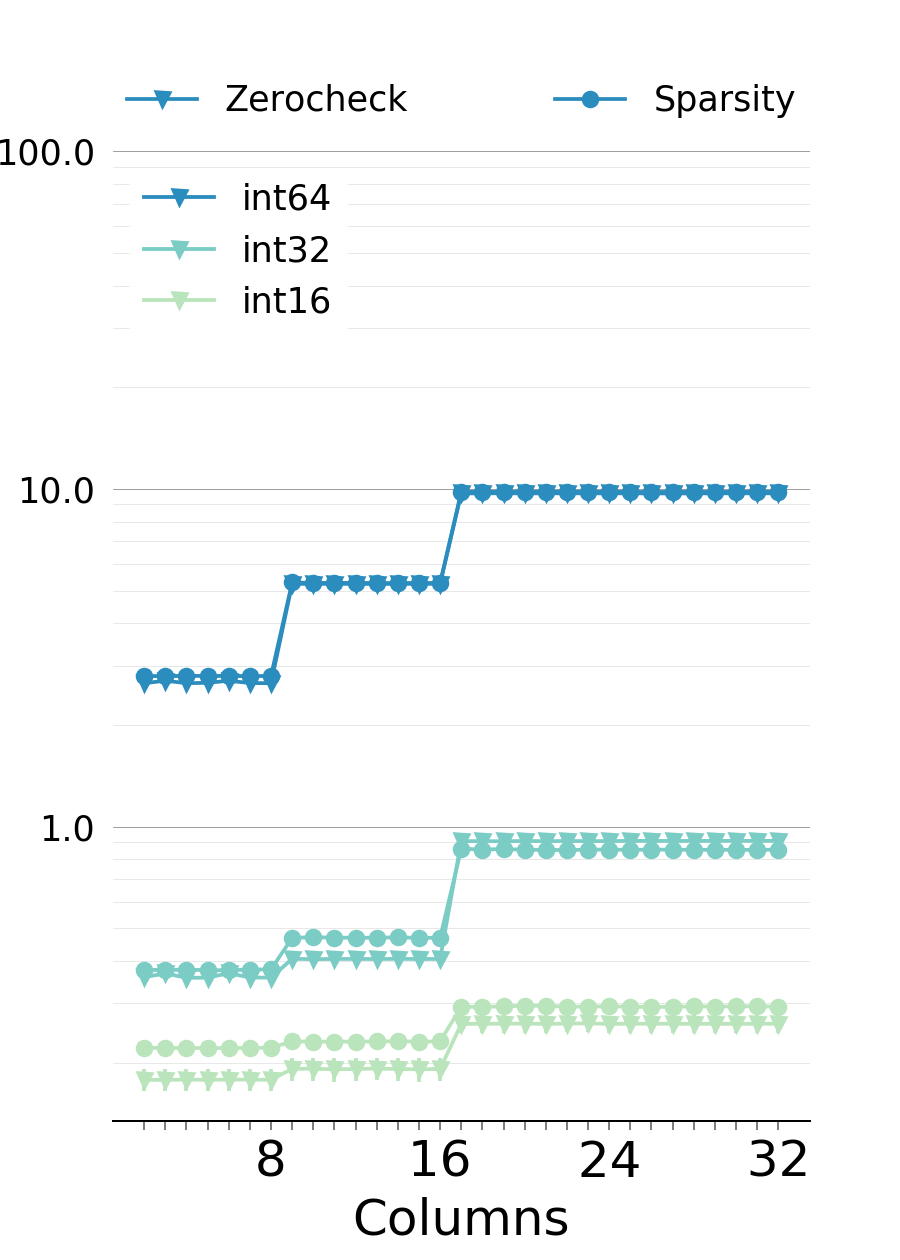 Zerocheck Sparsity
100.0
int64
int32
int16
10.0
1.0
8 16 24 32
Columns